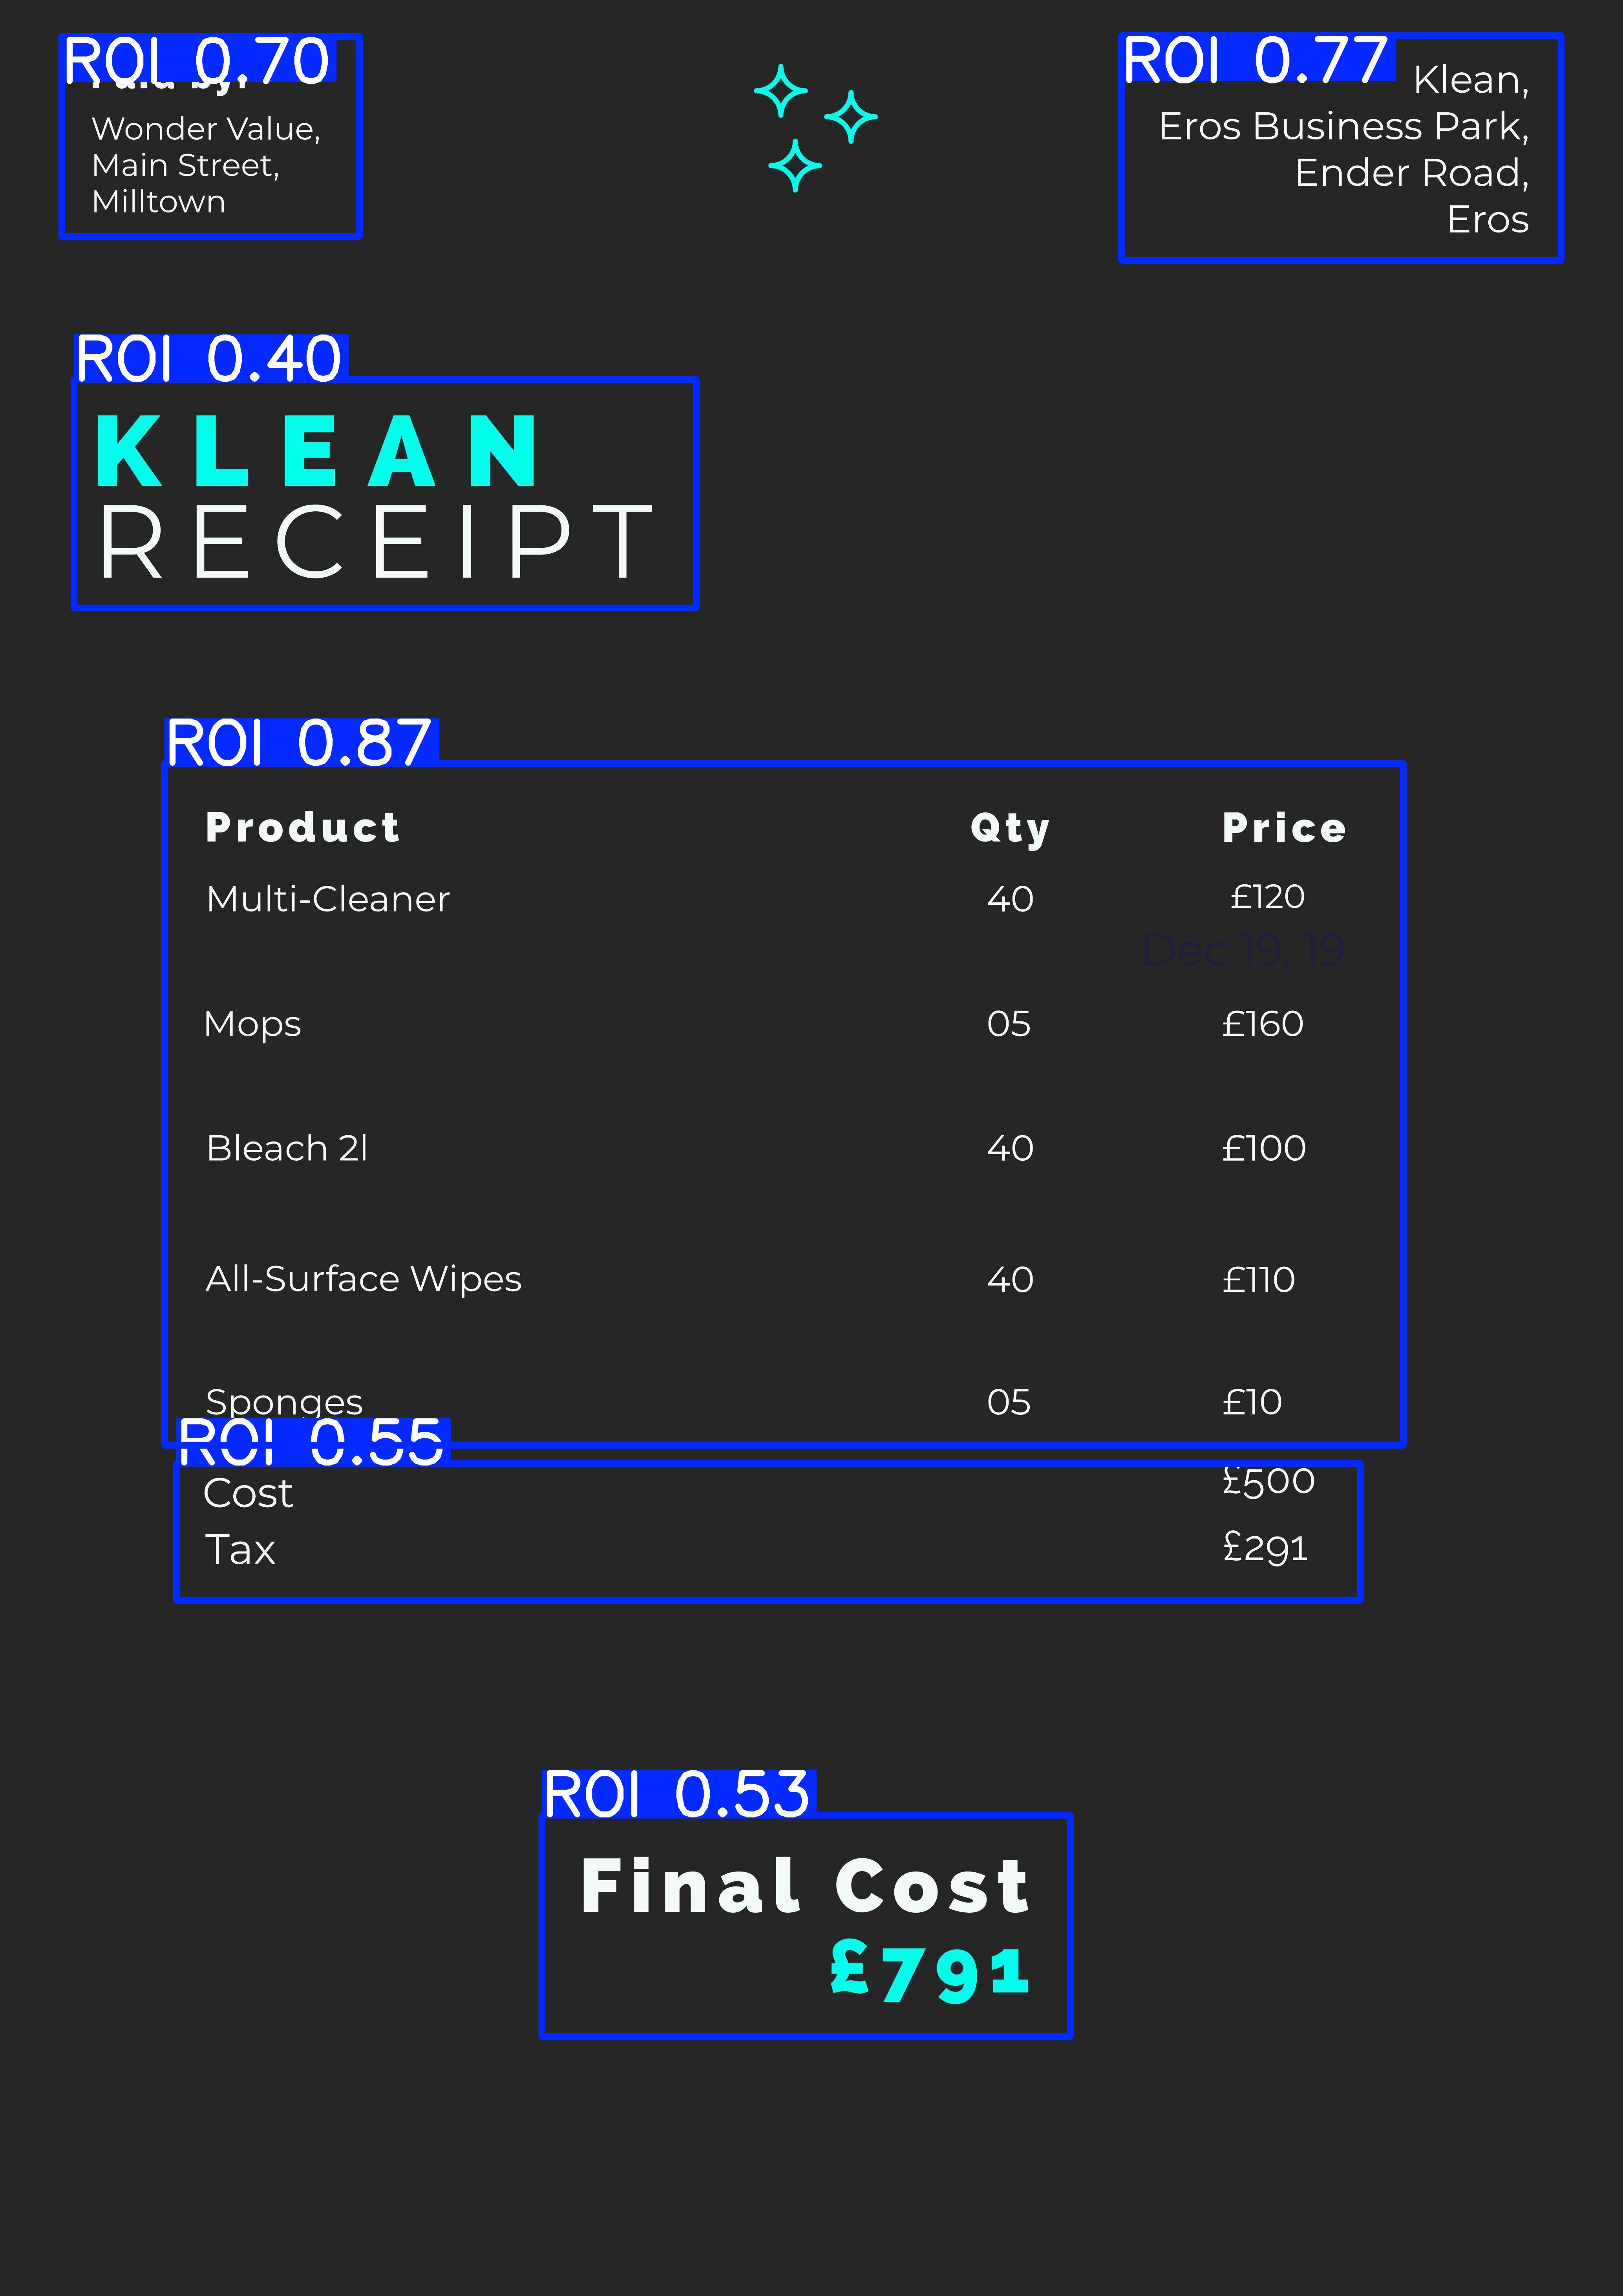 ROI 0.70
Wonder Value,
Main Street,
Milltown
ROI 0.77
Klean,
Eros Business Park,
Ender Road,
Eros
ROI 0.40
KLEAN
RECEIPT
ROI 0.87
Product Qty Price
Multi-Cleaner 40 £120
Dec 19, 19
Mops 05 £160
Bleach 2l 40 £100
All-Surface Wipes 40 £110
Sponges 05 £10
ROI 0.55
Cost £500
Tax £291
ROI 0.53
Final Cost
£791